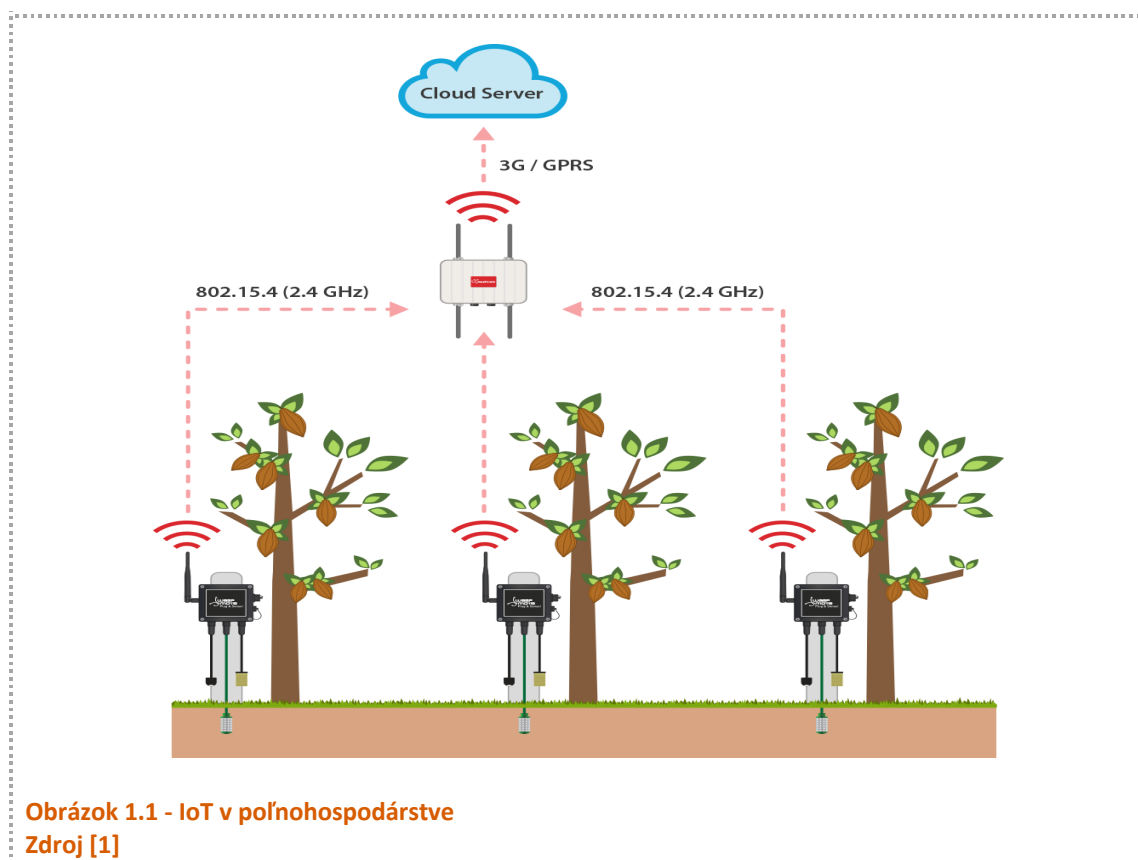 Cloud Server
3G / GPRS
802.15.4 (2.4 GHz)
802.15.4 (2.4 GHz)
Obrázok 1.1 - IoT v poľnohospodárstve
Zdroj [1]